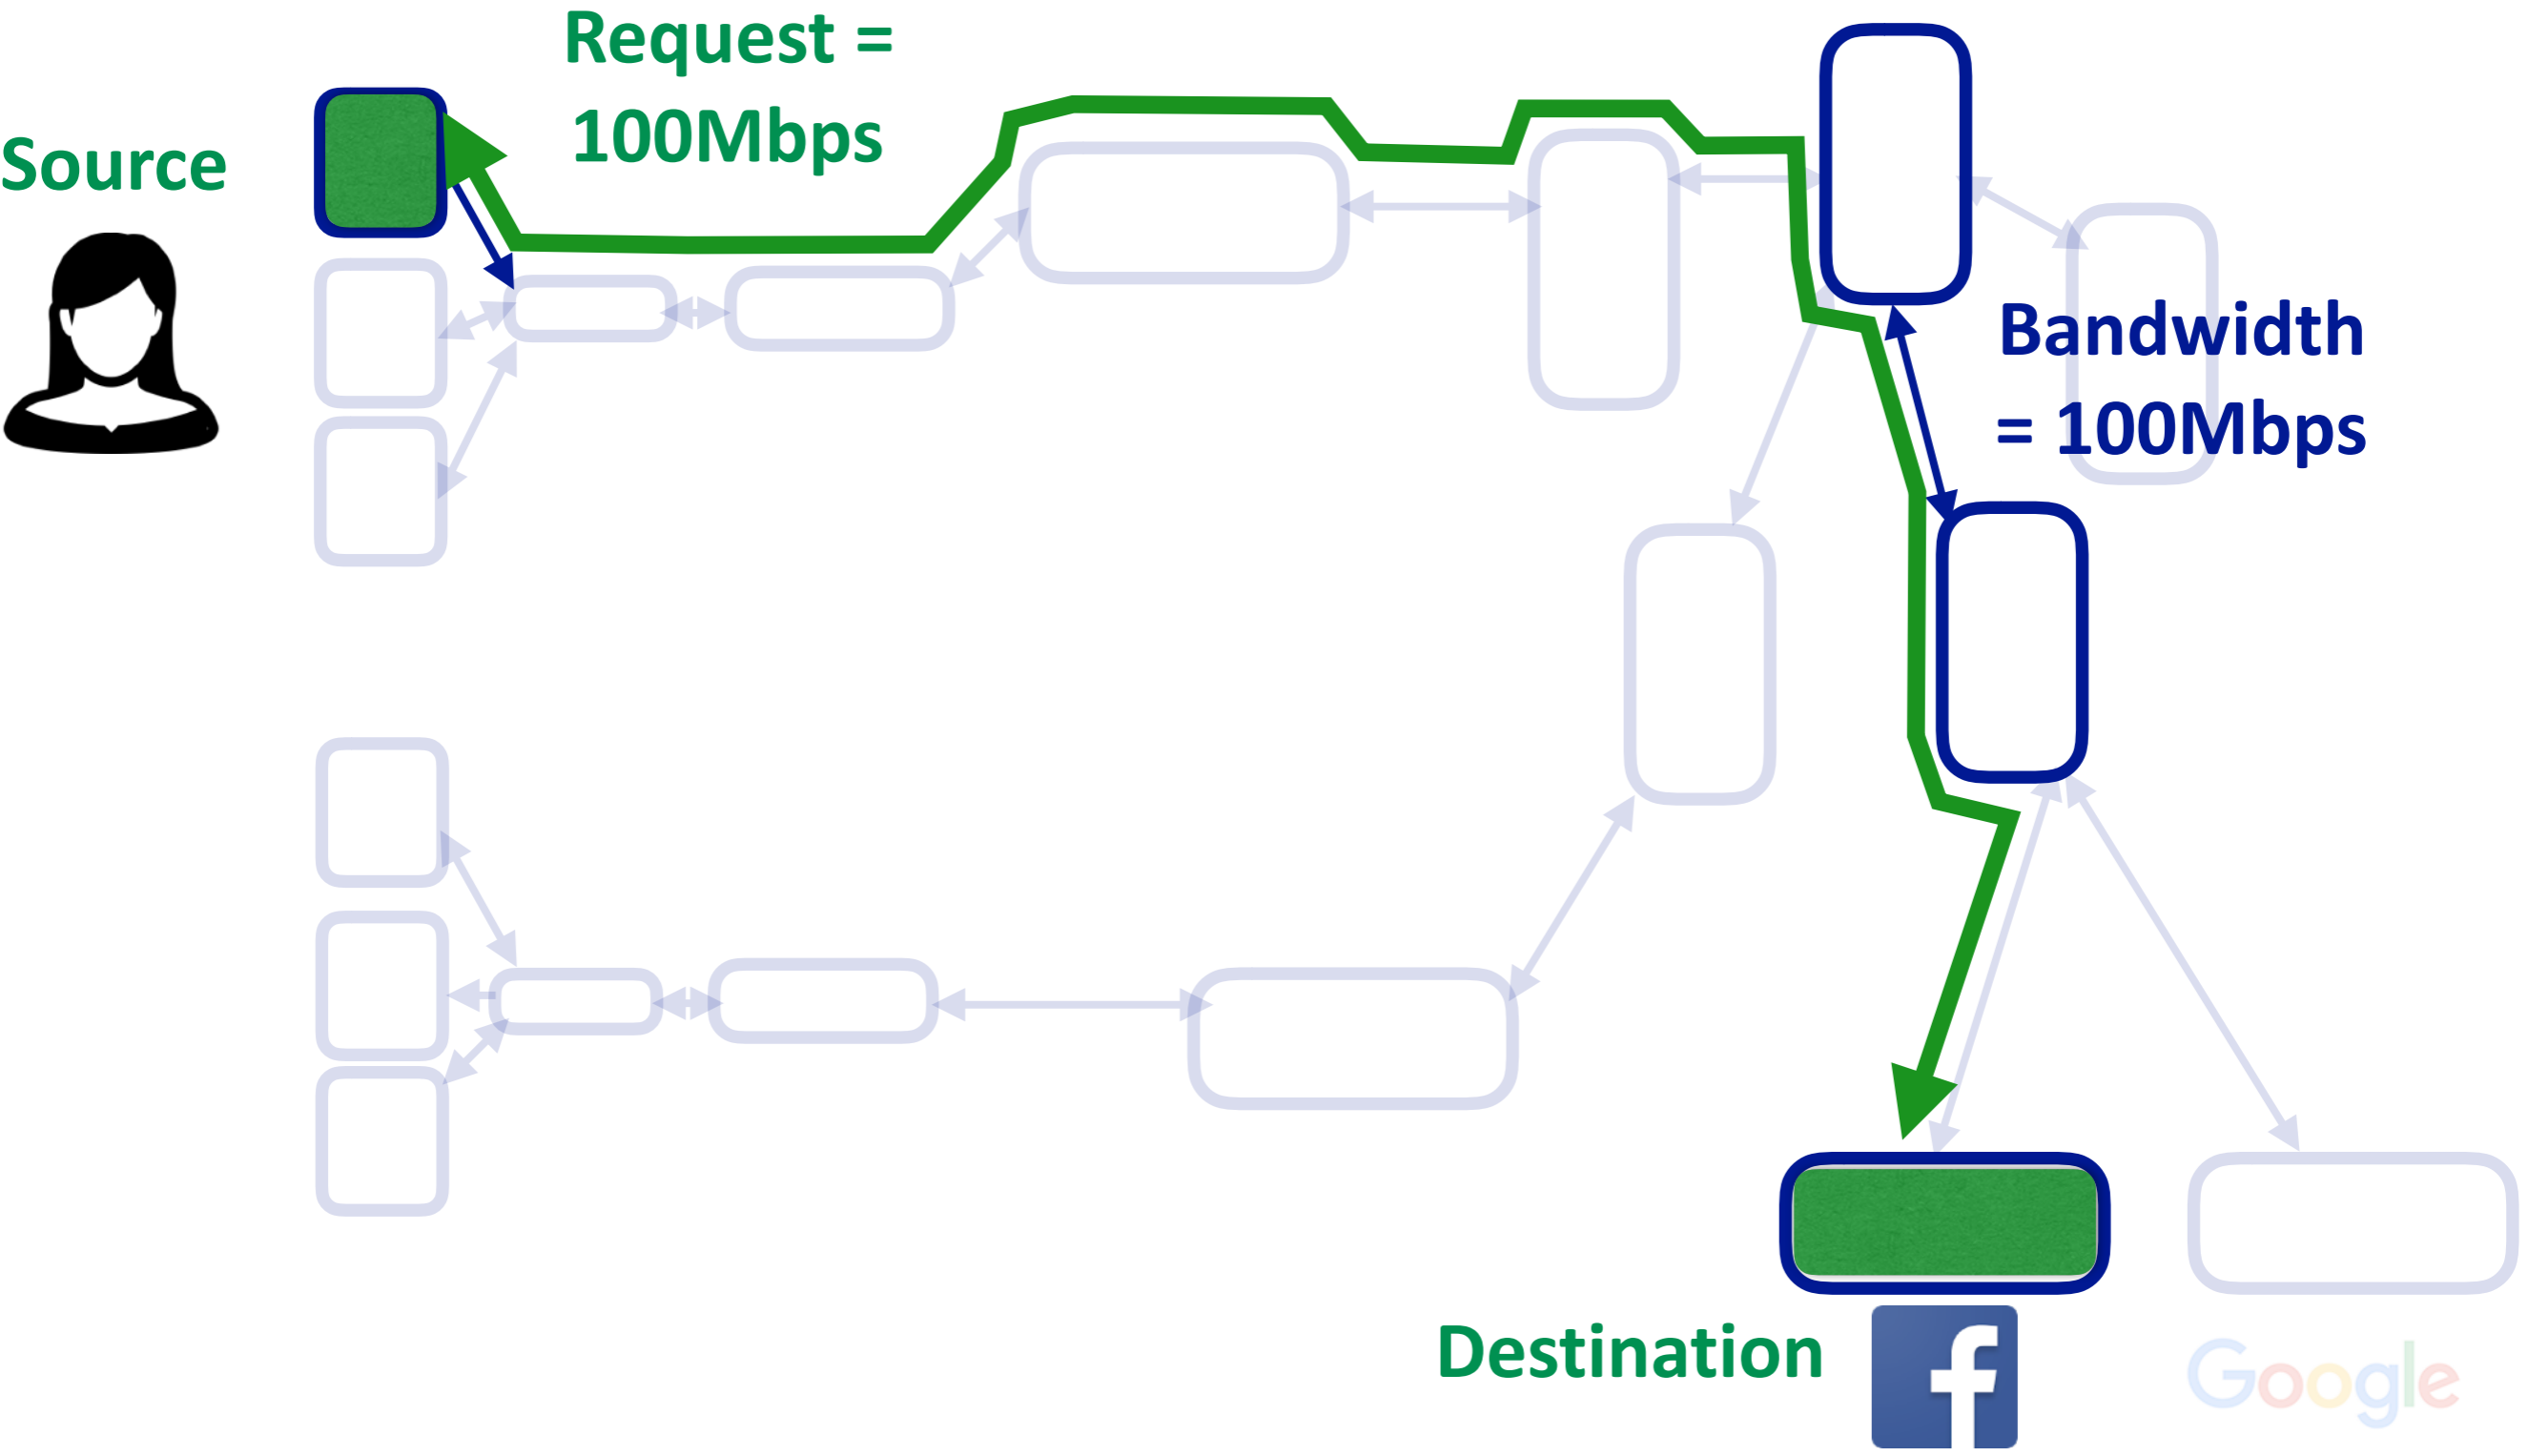 Request =
100Mbps
Source
Bandwidth
= 100Mbps
Destination
f
Google